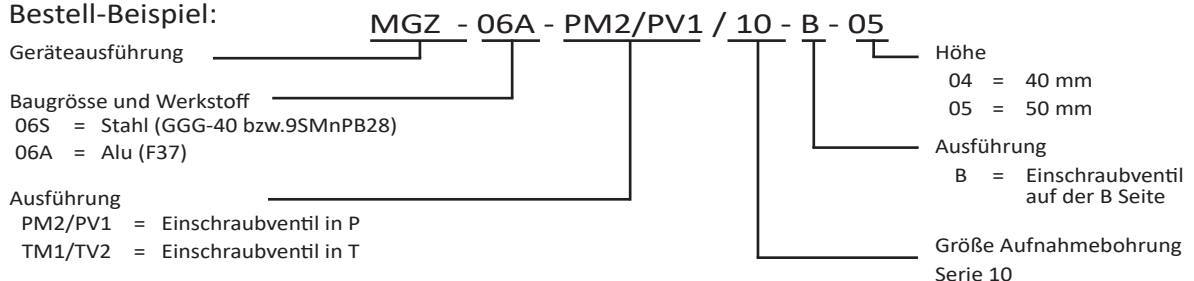 Bestell-Beispiel:
MGZ - 06A - PM2/PV1 / 10 - B - 05
Geräteausführung
Baugrösse und Werkstoff
06S = Stahl (GGG-40 bzw.9SMnPB28)
06A = Alu (F37)
Ausführung
PM2/PV1 = Einschraubventil in P
TM1/TV2 = Einschraubventil in T
Höhe
04 = 40 mm
05 = 50 mm
Ausführung
B = Einschraubventil
auf der B Seite
Größe Aufnahmebohrung
Serie 10